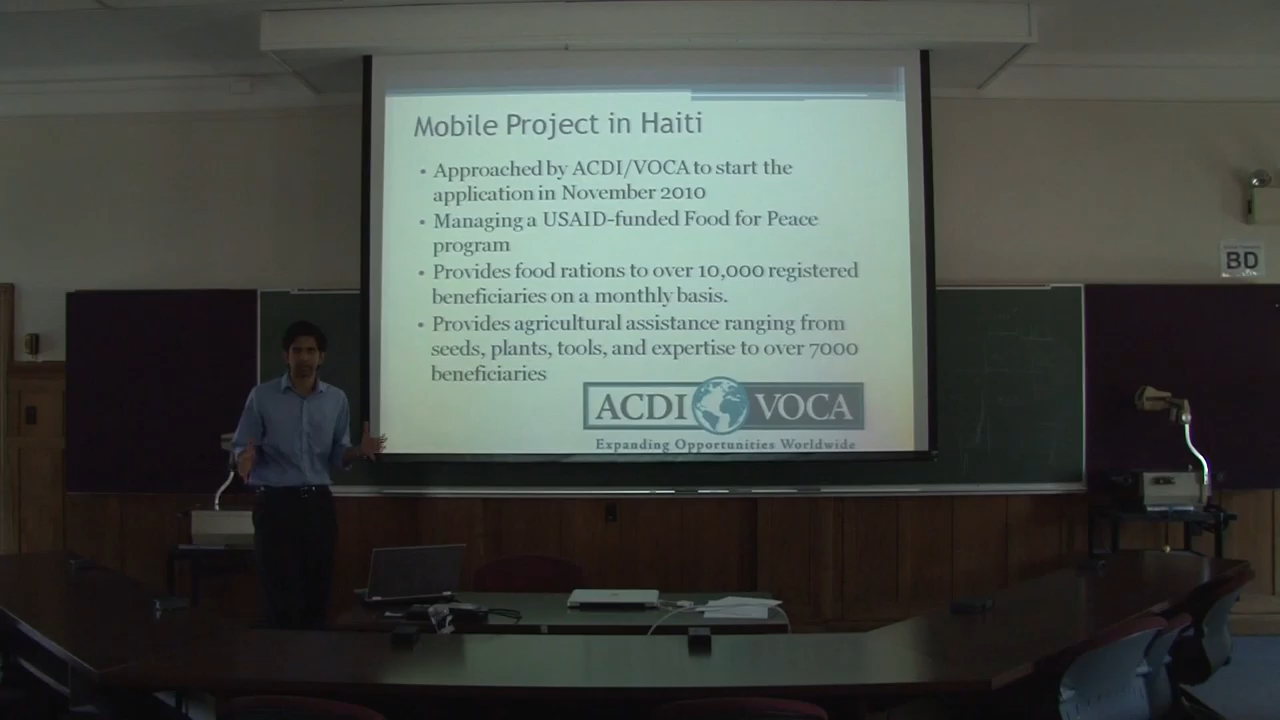 Mobile Project in Haiti
• Approached by ACDI/VOCA to start the
application in November 2010
• Managing a USAID-funded Food for Peace
program
• Provides food rations to over 10,000 registered
beneficiaries on a monthly basis.
• Provides agricultural assistance ranging from
seeds, plants, tools, and expertise to over 7000
beneficiaries
ACDI VOCA
Expanding Opportunities Worldwide
BD